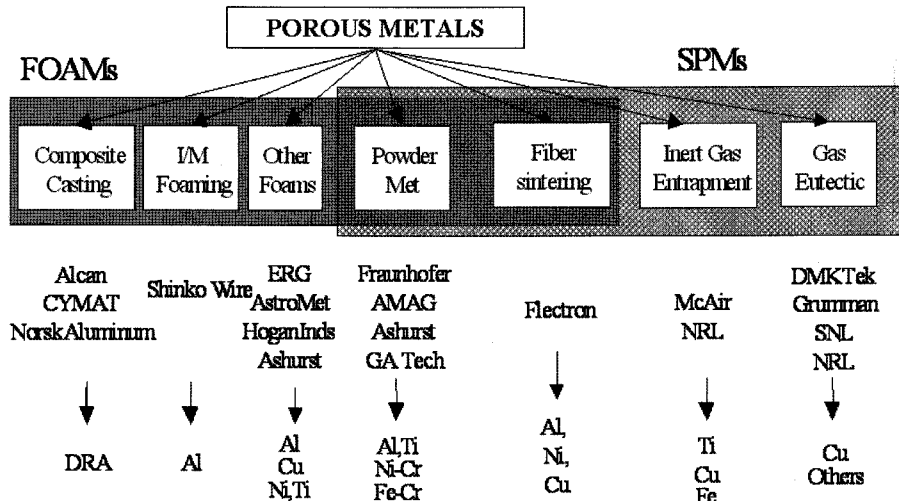 POROUS METALS
FOAMs
SPMs
Composite
Casting
I/M
Foaming
Other
Foams
Powder
Met
Fiber
sintering
Inert Gas
Entrapment
Gas
Eutectic
Alcan
CYMAT
NorskAluminum
Shinko Wire
ERG
AstroMet
HoganInds
Ashurst
Fraunhofer
AMAG
Ashurst
GA Tech
Flectron
McAir
NRL
DMKTek
Grumman
SNL
NRL
DRA
Al
Al
Cu
Ni,Ti
Al,Ti
Ni-Cr
Fe-Cr
Al,
Ni,
Cu
Ti
Cu
Fe
Cu
Others